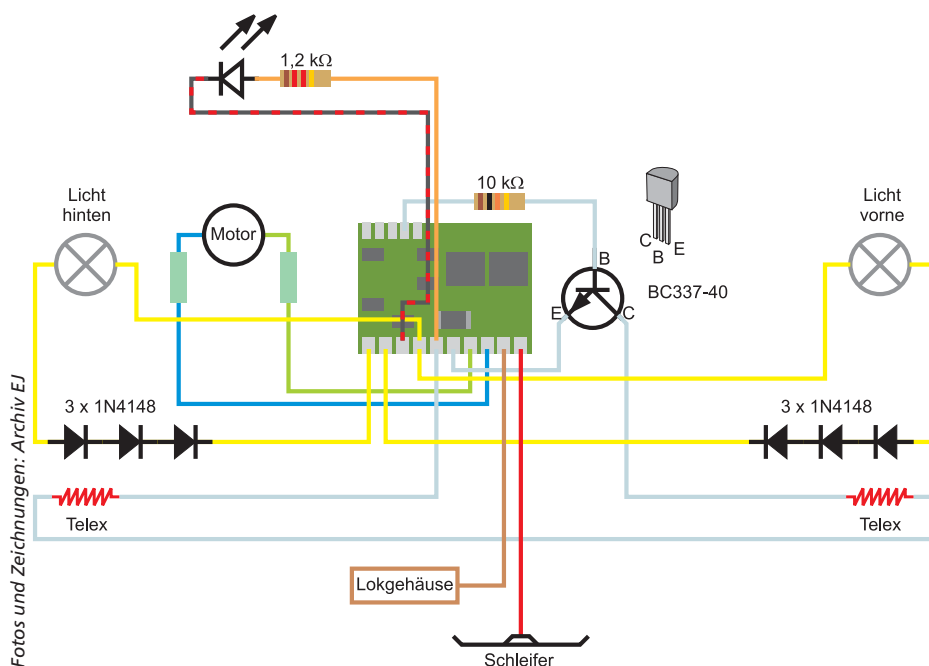 1,2 kΩ
10 kΩ
Licht
hinten
Motor
C
B
E
Licht
vorne
B
E
C
BC337-40
3 x 1N4148
3 x 1N4148
Telex
Telex
Lokgehäuse
Schleifer
Fotos und Zeichnungen: Archiv EJ